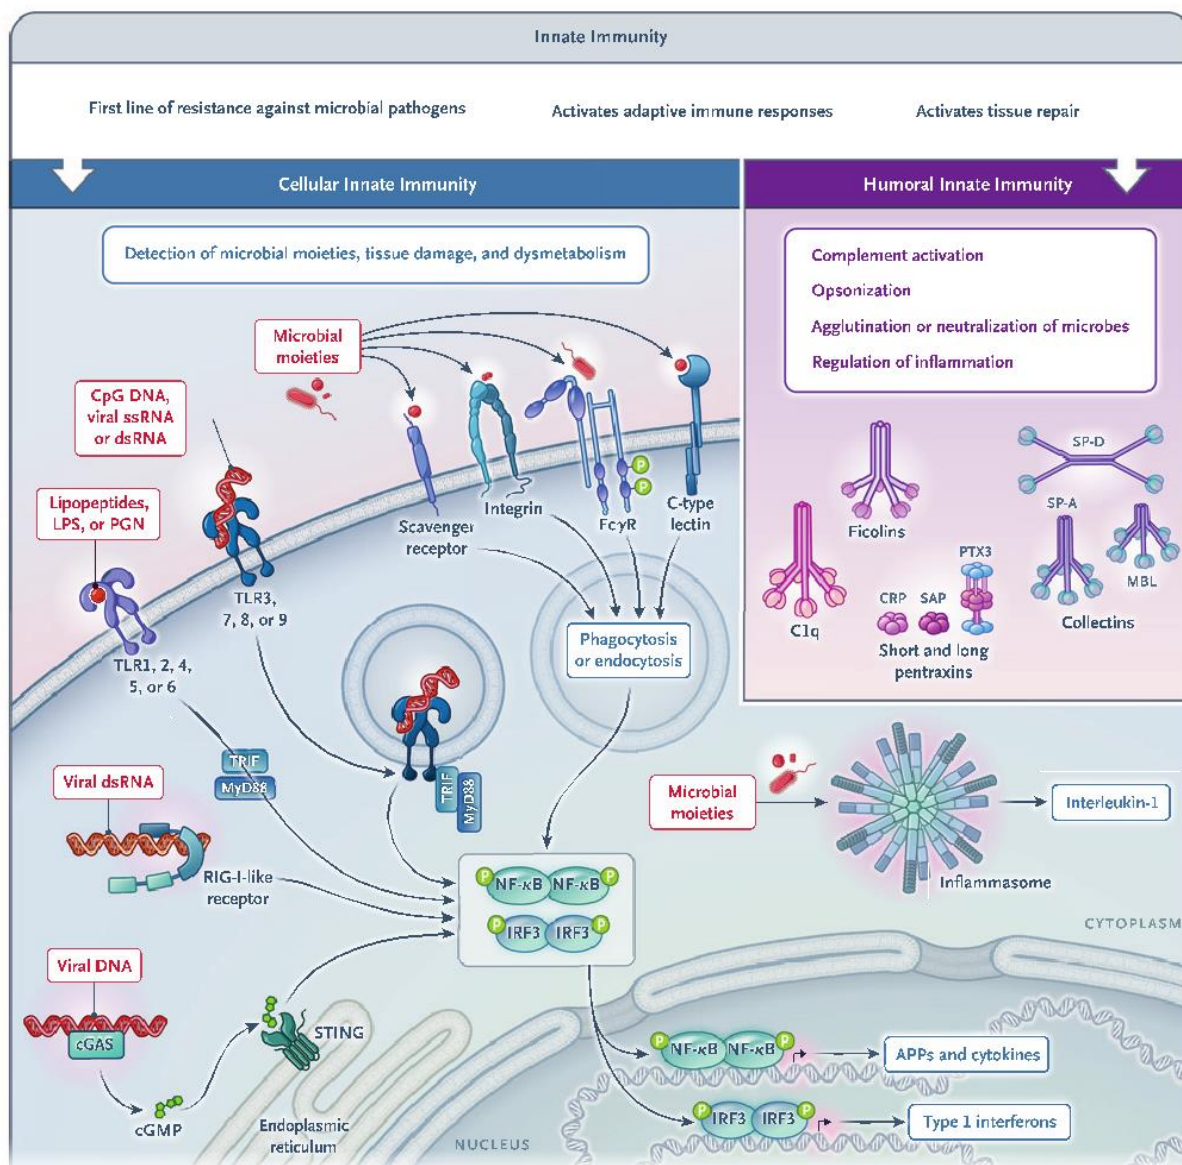 Innate Immunity
First line of resistance against microbial pathogens
Activates adaptive immune responses
Activates tissue repair
Cellular Innate Immunity
Detection of microbial moieties, tissue damage, and dysmetabolism
Microbial
moieties
CpG DNA,
viral ssRNA
or dsRNA
Lipopeptides,
LPS, or PGN
Scavenger
receptor
Integrin
FcγR
P
P
C-type
lectin
TLR3,
7, 8, or 9
TLR1, 2, 4,
5, or 6
Phagocytosis
or endocytosis
TRIF
MyD88
TRIF
MyD88
Viral dsRNA
RIG-I-like
receptor
P
NF-κB
NF-κB
P
P
IRF3
IRF3
P
Viral DNA
cGAS
cGMP
STING
Endoplasmic
reticulum
Humoral Innate Immunity
Complement activation
Opsonization
Agglutination or neutralization of microbes
Regulation of inflammation
Ficolins
SP-D
SP-A
MBL
Collectins
C1q
CRP
SAP
PTX3
Short and long
pentraxins
Microbial
moieties
Inflammasome
Interleukin-1
CYTOPLASM
NUCLEUS
P
NF-κB
NF-κB
P
APPs and cytokines
P
IRF3
IRF3
P
Type 1 interferons